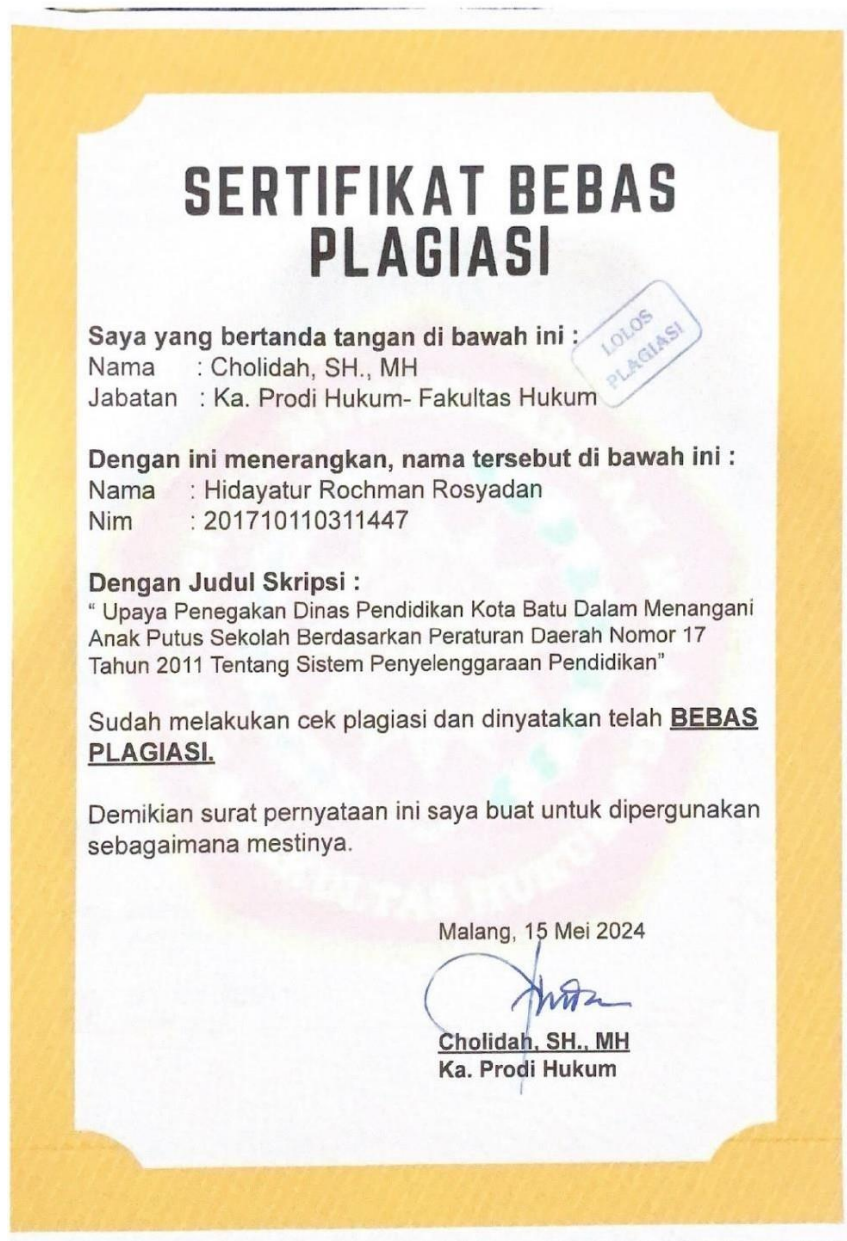 SERTIFIKAT BEBAS
PLAGIASI
LOLOS
PLAGIASI
Saya yang bertanda tangan di bawah ini :
Nama : Cholidah, SH., MH
Jabatan : Ka. Prodi Hukum- Fakultas Hukum
Dengan ini menerangkan, nama tersebut di bawah ini :
Nama : Hidayatur Rochman Rosyadan
Nim : 201710110311447
Dengan Judul Skripsi :
“ Upaya Penegakan Dinas Pendidikan Kota Batu Dalam Menangani
Anak Putus Sekolah Berdasarkan Peraturan Daerah Nomor 17
Tahun 2011 Tentang Sistem Penyelenggaraan Pendidikan”
Sudah melakukan cek plagiasi dan dinyatakan telah BEBAS
PLAGIASI.
Demikian surat pernyataan ini saya buat untuk dipergunakan
sebagaimana mestinya.
Malang, 15 Mei 2024
Cholidah, SH., MH
Ka. Prodi Hukum